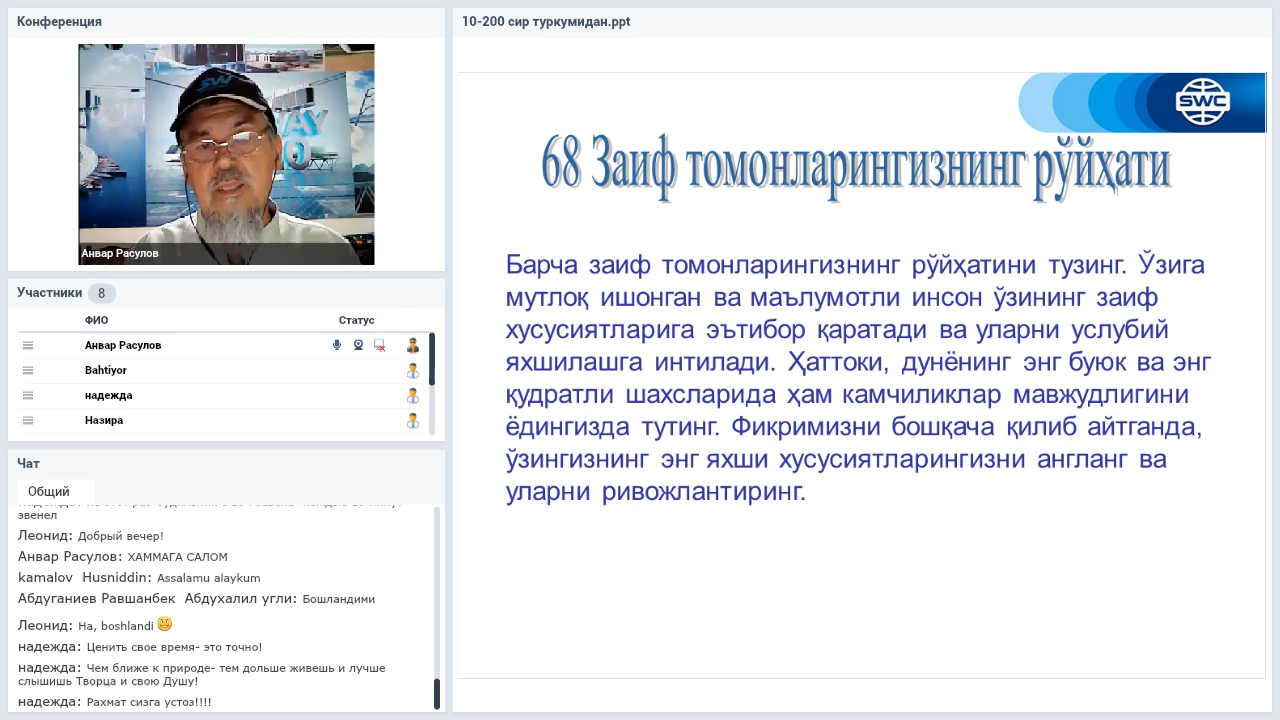 Конференция
SWC
WAY
Анвар Расулов
Участники 8
ФИО Статус
Анвар Расулов
Bahtiyor
надежда
Назира
Чат
Общий
звенел
Леонид: Добрый вечер!
Анвар Расулов: ХАММАГА САЛОМ
kamalov Husniddin: Assalamu alaykum
Абдуганиев Равшанбек Абдухалил угли: Бошландими
Леонид: На, boshlandi
надежда: Ценить свое время- это точно!
надежда: Чем ближе к природе- тем дольше живешь и лучше
слышишь Творца и свою Душу!
надежда: Рахмат сизга устоз!!!!
10-200 сир туркумидан.ppt
SWC
68 Заиф томонларингизнинг рўйҳати
Барча заиф томонларингизнинг рўйҳатини тузинг. Ўзига
мутлоқ ишонган ва маълумотли инсон ўзининг заиф
хусусиятларига эътибор қаратади ва уларни услубий
яхшилашга интилади. Ҳаттоки, дунёнинг энг буюк ва энг
қудратли шахсларида ҳам камчиликлар мавжудлигини
ёдингизда тутинг. Фикримизни бошқача қилиб айтганда,
ўзингизнинг энг яхши хусусиятларингизни англанг ва
уларни ривожлантиринг.